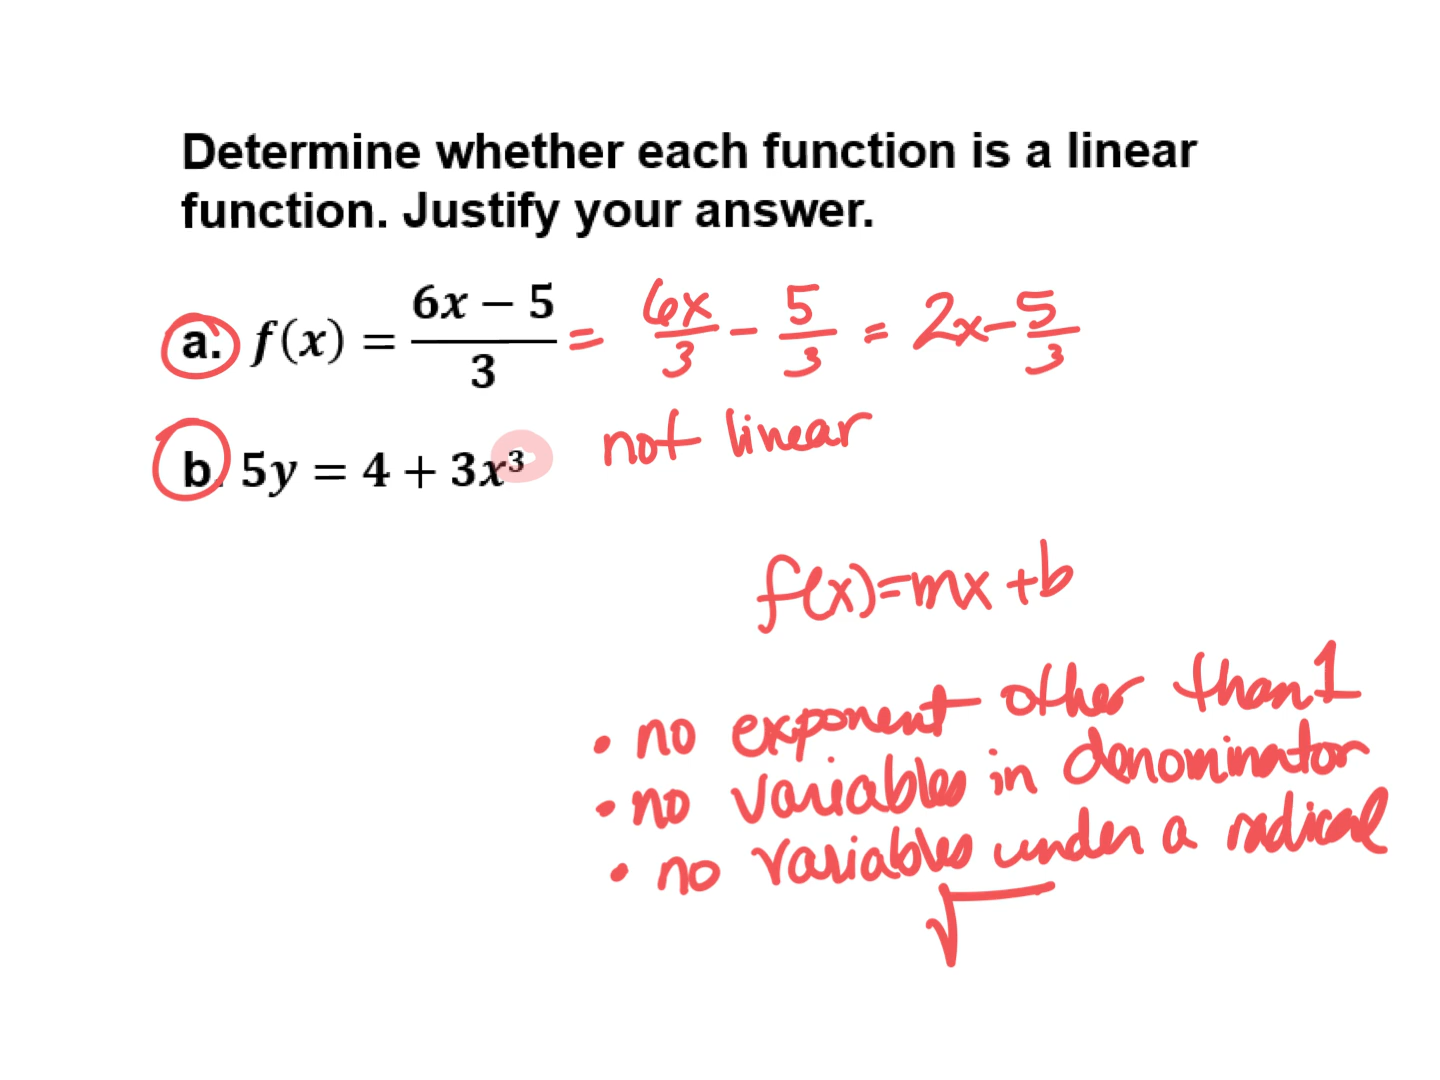 Determine whether each function is a linear
function. Justify your answer.
a. f(x) = (6x − 5)/3 = 6x/3 - 5/3 = 2x - 5/3
not linear
b. 5y = 4 + 3x³
f(x)=mx+b
• no exponent other than 1
• no variables in denominator
• no variables under a radical
√